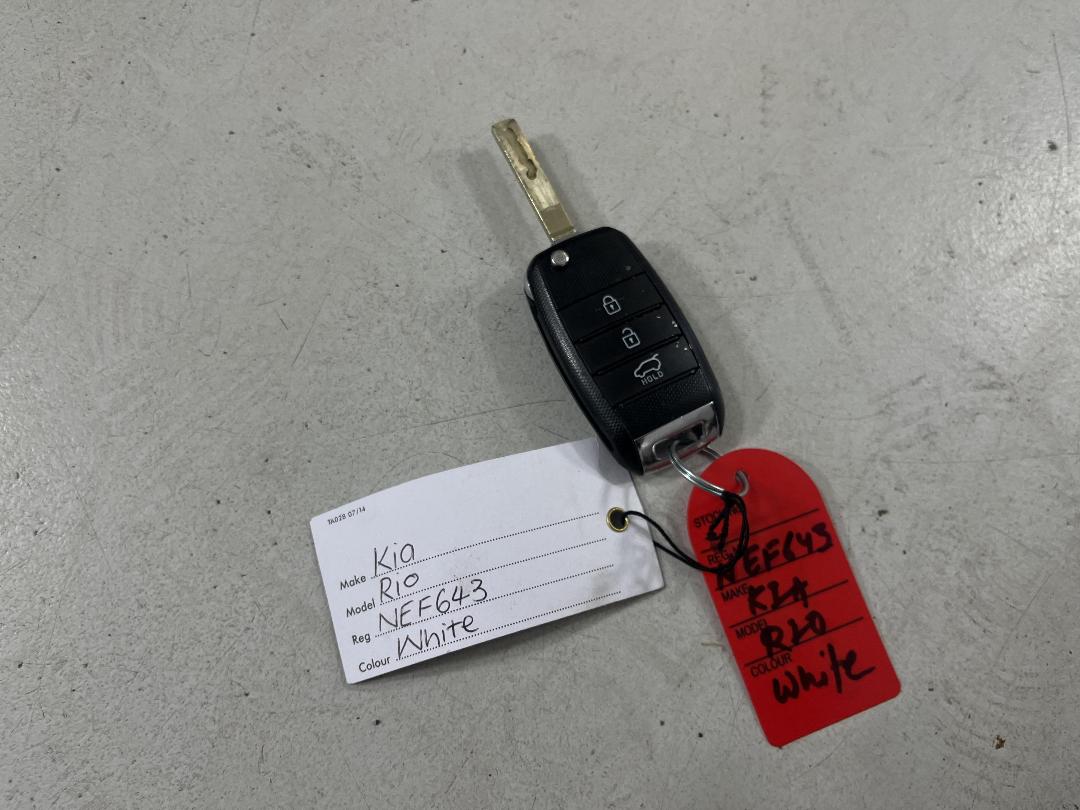 HOLD
TA028 07/14
Make Kia
Model Rio
Reg NEF643
Colour White
NEF643
MAKE KIA
MODEL RIO
COLOUR
White